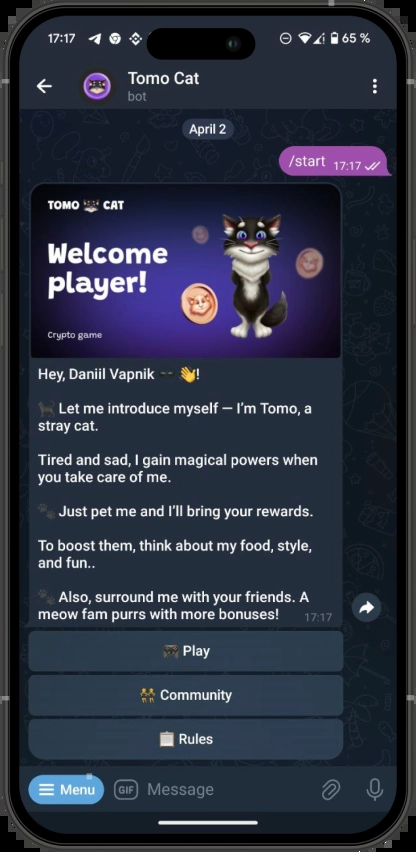 17:17 65 %
Tomo Cat
bot
April 2
/start 17:17
TOMO CAT
Welcome
player!
Crypto game
Hey, Daniil Vapnik 🕶️ 👋!
🐈‍⬛ Let me introduce myself — I'm Tomo, a
stray cat.
Tired and sad, I gain magical powers when
you take care of me.
🐾 Just pet me and I'll bring your rewards.
To boost them, think about my food, style,
and fun..
🐾 Also, surround me with your friends. A
meow fam purrs with more bonuses! 17:17
🎮 Play
👯 Community
📋 Rules
Menu GIF Message